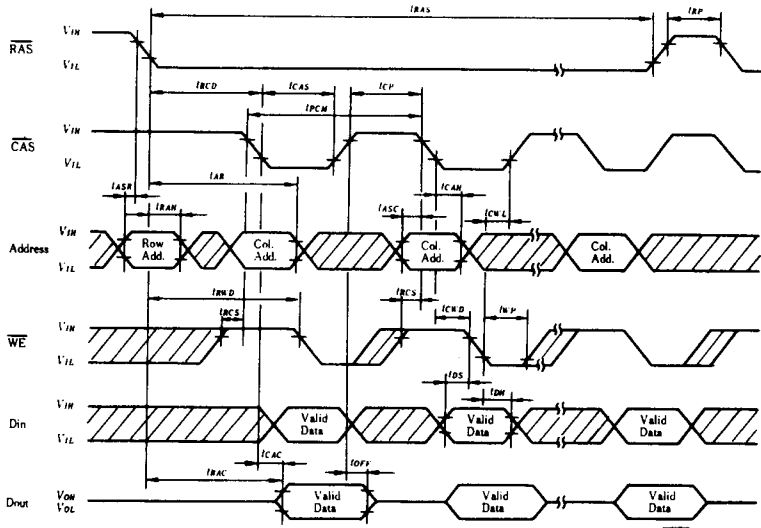 tRAS
tRP
RAS
VIH
VIL
tRCD
tCAS
tCP
tPCM
CAS
VIH
VIL
tAR
tASR
tRAH
tASC
tCAH
tCWL
Address
VIH
VIL
Row Add.
Col. Add.
Col. Add.
Col. Add.
tRWD
tRCS
tRCS
tCWD
tWP
WE
VIH
VIL
tDS
tDH
Din
VIH
VIL
Valid Data
Valid Data
Valid Data
tCAC
tRAC
tOFF
Dout
VOH
VOL
Valid Data
Valid Data
Valid Data